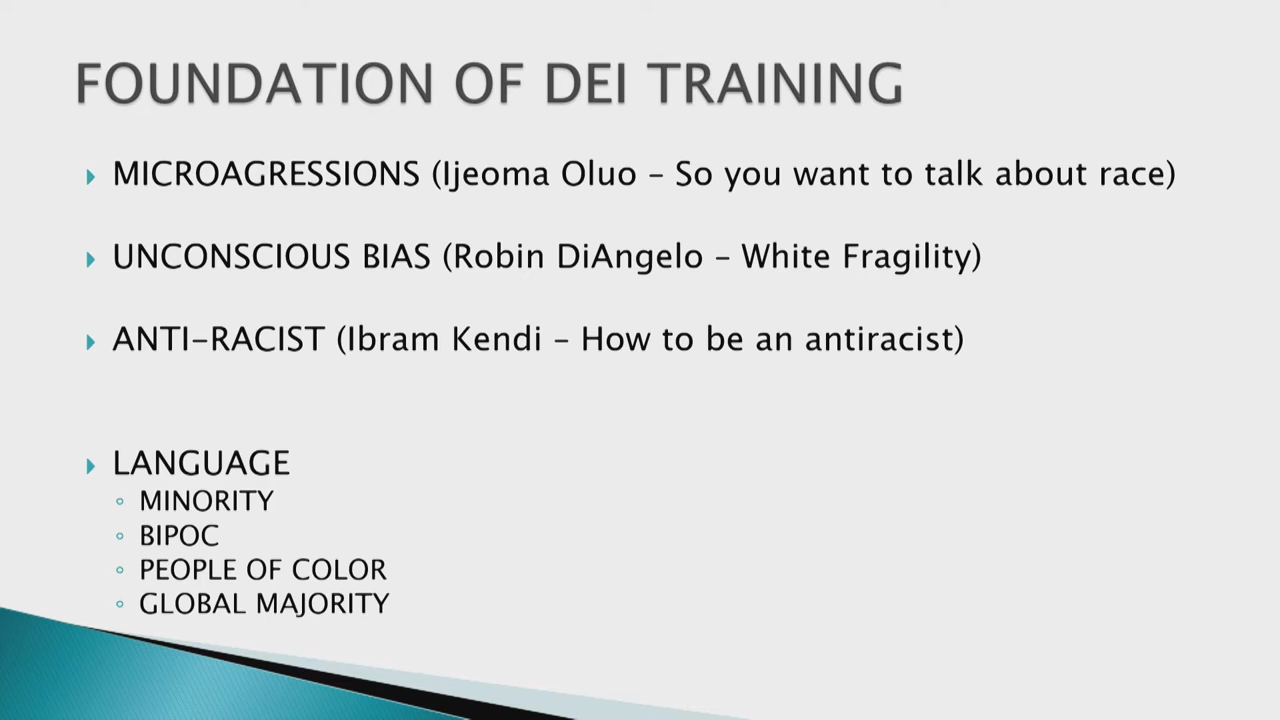 FOUNDATION OF DEI TRAINING
MICROAGRESSIONS (Ijeoma Oluo – So you want to talk about race)
UNCONSCIOUS BIAS (Robin DiAngelo – White Fragility)
ANTI-RACIST (Ibram Kendi – How to be an antiracist)
LANGUAGE
MINORITY
BIPOC
PEOPLE OF COLOR
GLOBAL MAJORITY